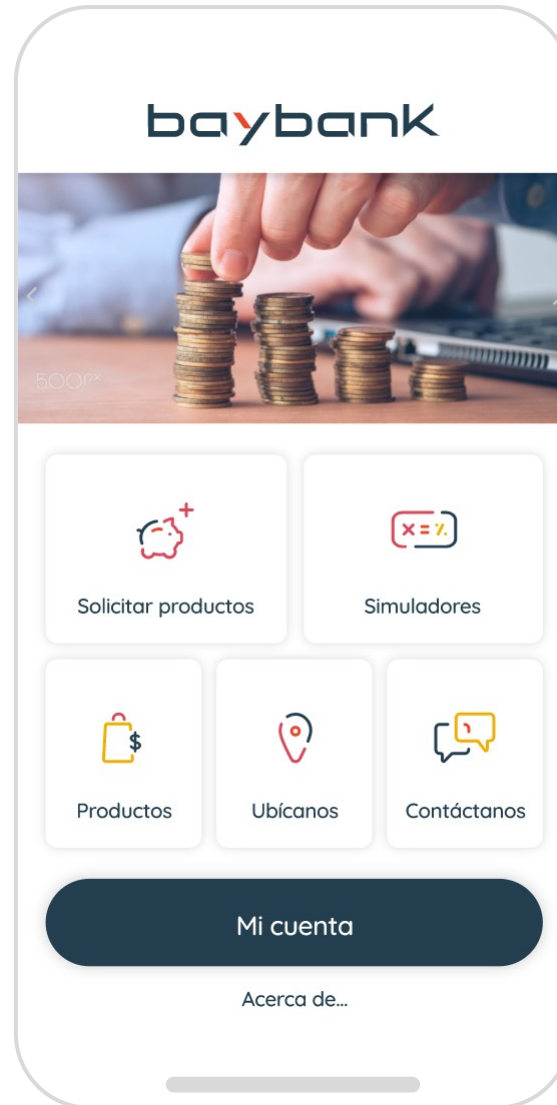 baybank
500px
Solicitar productos
Simuladores
Productos
Ubícanos
Contáctanos
Mi cuenta
Acerca de...